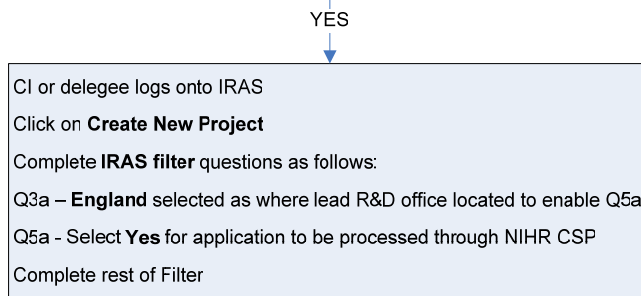 YES
CI or delegee logs onto IRAS
Click on Create New Project
Complete IRAS filter questions as follows:
Q3a – England selected as where lead R&D office located to enable Q5a
Q5a - Select Yes for application to be processed through NIHR CSP
Complete rest of Filter